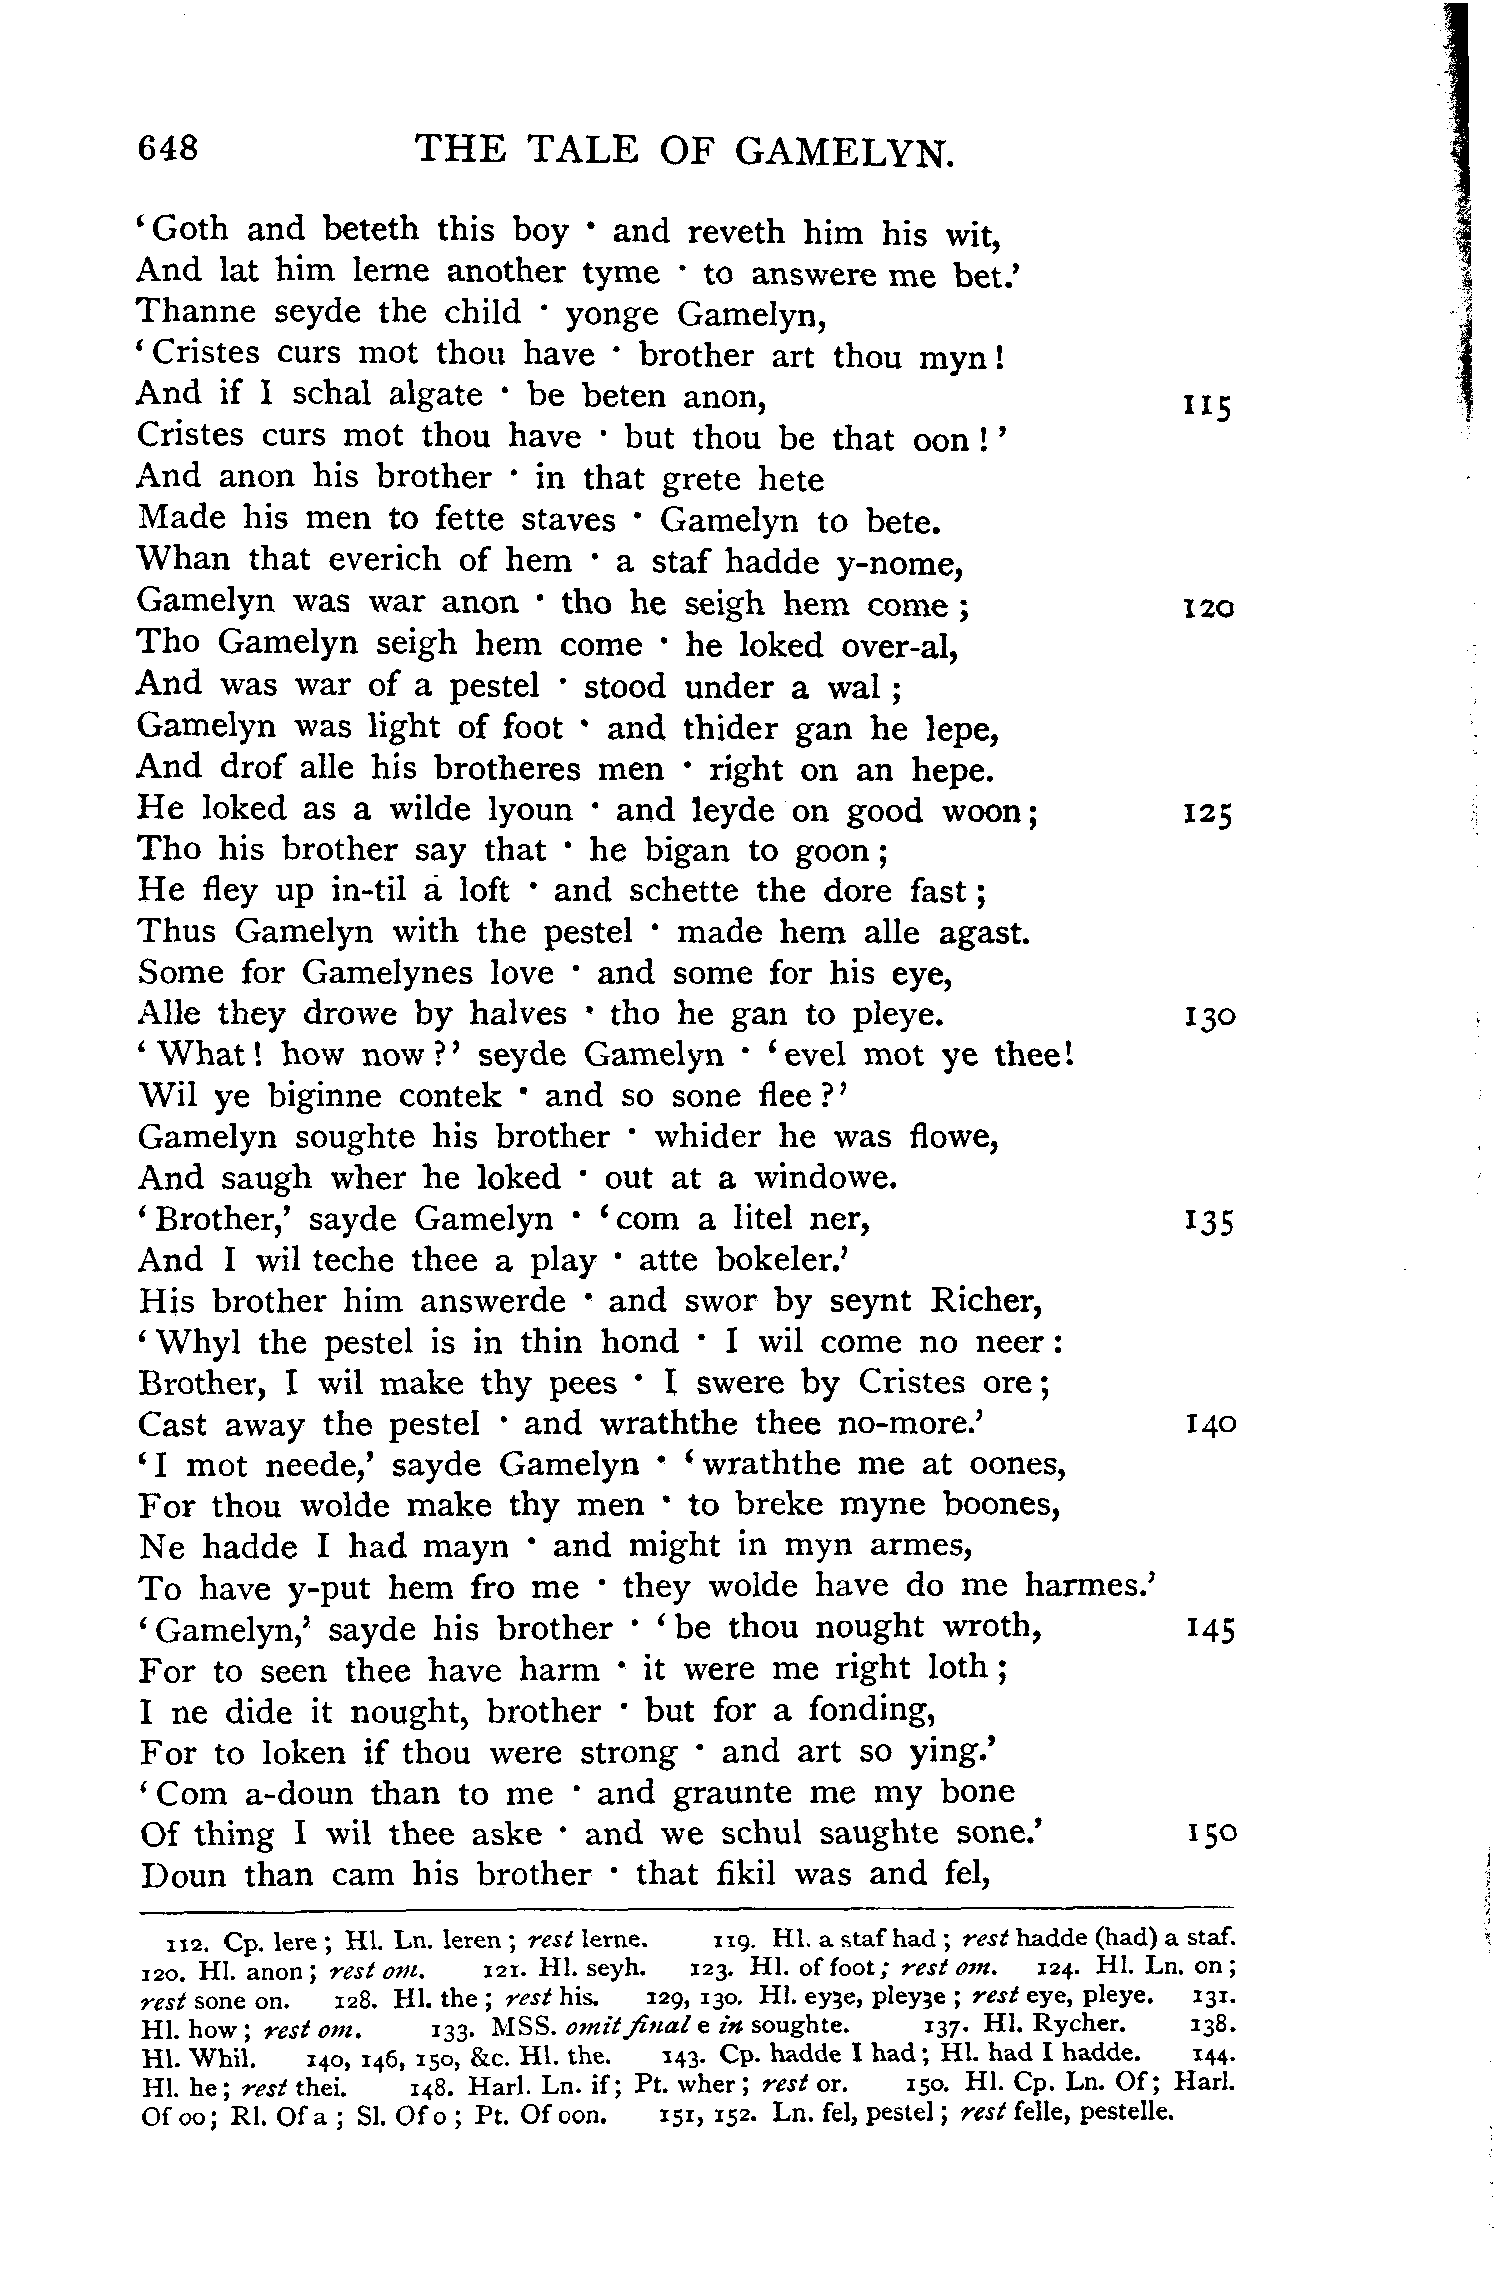 648 THE TALE OF GAMELYN.
‘Goth and beteth this boy · and reveth him his wit,
And lat him lerne another tyme · to answere me bet.’
Thanne seyde the child · yonge Gamelyn,
‘Cristes curs mot thou have · brother art thou myn!
And if I schal algate · be beten anon, 115
Cristes curs mot thou have · but thou be that oon!’
And anon his brother · in that grete hete
Made his men to fette staves · Gamelyn to bete.
Whan that everich of hem · a staf hadde y-nome,
Gamelyn was war anon · tho he seigh hem come; 120
Tho Gamelyn seigh hem come · he loked over-al,
And was war of a pestel · stood under a wal;
Gamelyn was light of foot · and thider gan he lepe,
And drof alle his brotheres men · right on an hepe.
He loked as a wilde lyoun · and leyde on good woon; 125
Tho his brother say that · he bigan to goon;
He fley up in-til a loft · and schette the dore fast;
Thus Gamelyn with the pestel · made hem alle agast.
Some for Gamelynes love · and some for his eye,
Alle they drowe by halves · tho he gan to pleye. 130
‘What! how now?’ seyde Gamelyn · ‘evel mot ye thee!
Wil ye biginne contek · and so sone flee?’
Gamelyn soughte his brother · whider he was flowe,
And saugh wher he loked · out at a windowe.
‘Brother,’ sayde Gamelyn · ‘com a litel ner, 135
And I wil teche thee a play · atte bokeler.’
His brother him answerde · and swor by seynt Richer,
‘Whyl the pestel is in thin hond · I wil come no neer:
Brother, I wil make thy pees · I swere by Cristes ore;
Cast away the pestel · and wraththe thee no-more.’ 140
‘I mot neede,’ sayde Gamelyn · ‘wraththe me at oones,
For thou wolde make thy men · to breke myne boones,
Ne hadde I had mayn · and might in myn armes,
To have y-put hem fro me · they wolde have do me harmes.’
‘Gamelyn,’ sayde his brother · ‘be thou nought wroth, 145
For to seen thee have harm · it were me right loth;
I ne dide it nought, brother · but for a fonding,
For to loken if thou were strong · and art so ying.’
‘Com a-doun than to me · and graunte me my bone
Of thing I wil thee aske · and we schul saughte sone.’ 150
Doun than cam his brother · that fikil was and fel,
112. Cp. lere; Hl. Ln. leren; rest lerne. 119. Hl. a staf had; rest hadde (had) a staf.
120. Hl. anon; rest om. 121. Hl. seyh. 123. Hl. of foot; rest om. 124. Hl. Ln. on;
rest sone on. 128. Hl. the; rest his. 129, 130. Hl. eyȝe, pleyȝe; rest eye, pleye. 131.
Hl. how; rest om. 133. MSS. omit final e in soughte. 137. Hl. Rycher. 138.
Hl. Whil. 140, 146, 150, &c. Hl. the. 143. Cp. hadde I had; Hl. had I hadde. 144.
Hl. he; rest thei. 148. Harl. Ln. if; Pt. wher; rest or. 150. Hl. Cp. Ln. Of; Harl.
Of oo; Rl. Of a; Sl. Of o; Pt. Of oon. 151, 152. Ln. fel, pestel; rest felle, pestelle.